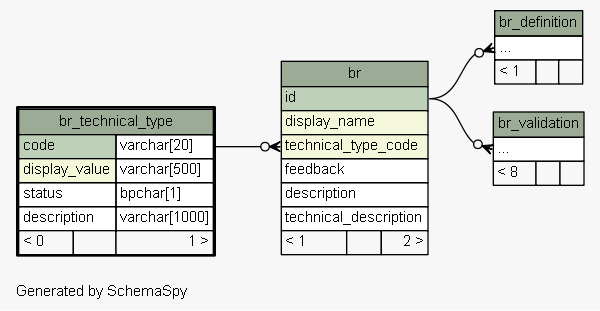 br_technical_type
code varchar[20]
display_value varchar[500]
status bpchar[1]
description varchar[1000]
< 0 1 >
br
id
display_name
technical_type_code
feedback
description
technical_description
< 1 2 >
br_definition
...
< 1
br_validation
...
< 8
Generated by SchemaSpy